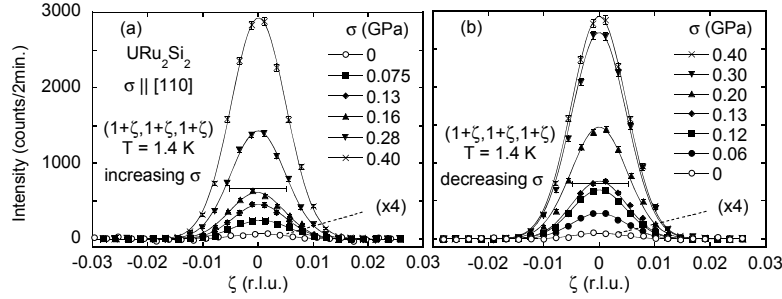 (a)
URu2Si2
σ || [110]
(1+ζ,1+ζ,1+ζ)
T = 1.4 K
increasing σ
σ (GPa)
0
0.075
0.13
0.16
0.28
0.40
(x4)
Intensity (counts/2min.)
3000
2000
1000
0
-0.03 -0.02 -0.01 0 0.01 0.02 0.03
ζ (r.l.u.)
(b)
(1+ζ,1+ζ,1+ζ)
T = 1.4 K
decreasing σ
σ (GPa)
0.40
0.30
0.20
0.13
0.12
0.06
0
(x4)
-0.02 -0.01 0 0.01 0.02 0.03
ζ (r.l.u.)